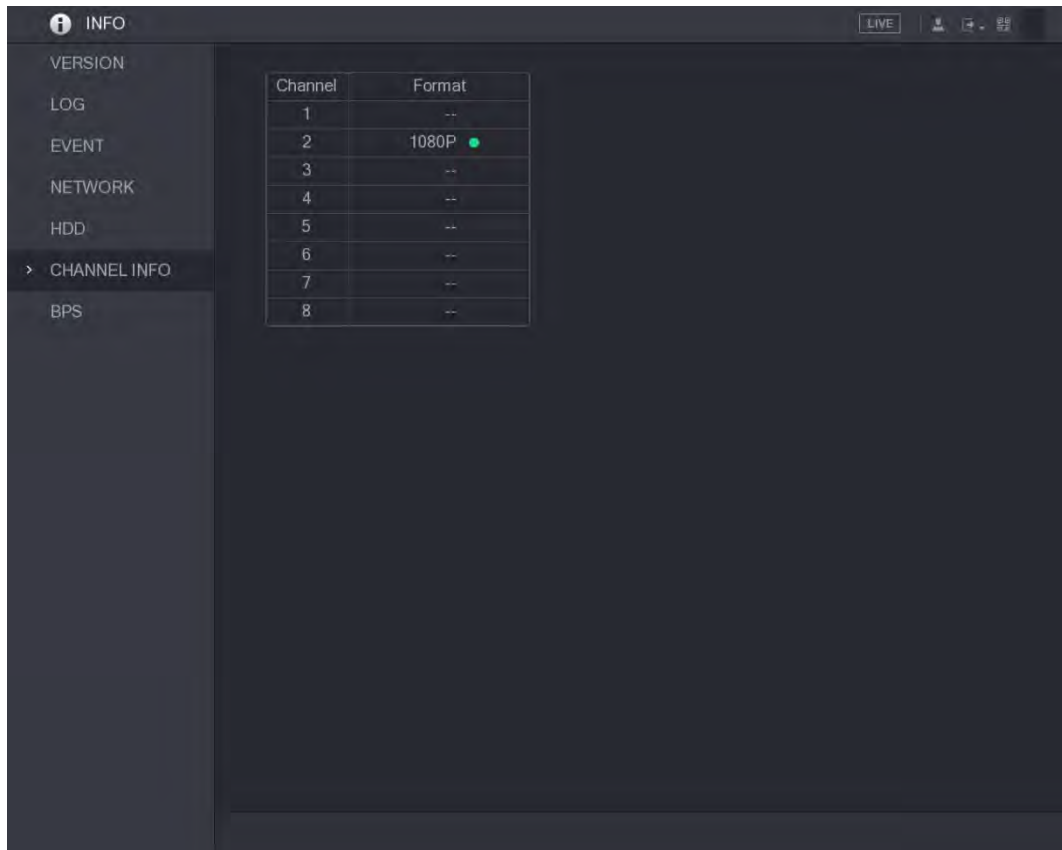 INFO LIVE
VERSION
LOG
EVENT
NETWORK
HDD
CHANNEL INFO
BPS
Channel Format
1 --
2 1080P
3 --
4 --
5 --
6 --
7 --
8 --